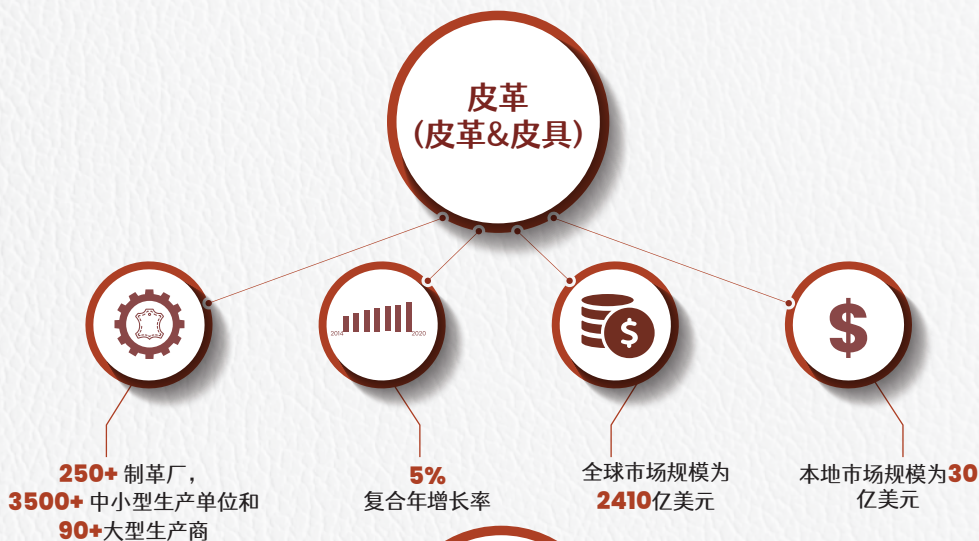 皮革
(皮革&皮具)
2014
2020
$
$
250+ 制革厂，
3500+ 中小型生产单位和
90+大型生产商
5%
复合年增长率
全球市场规模为
2410亿美元
本地市场规模为30
亿美元